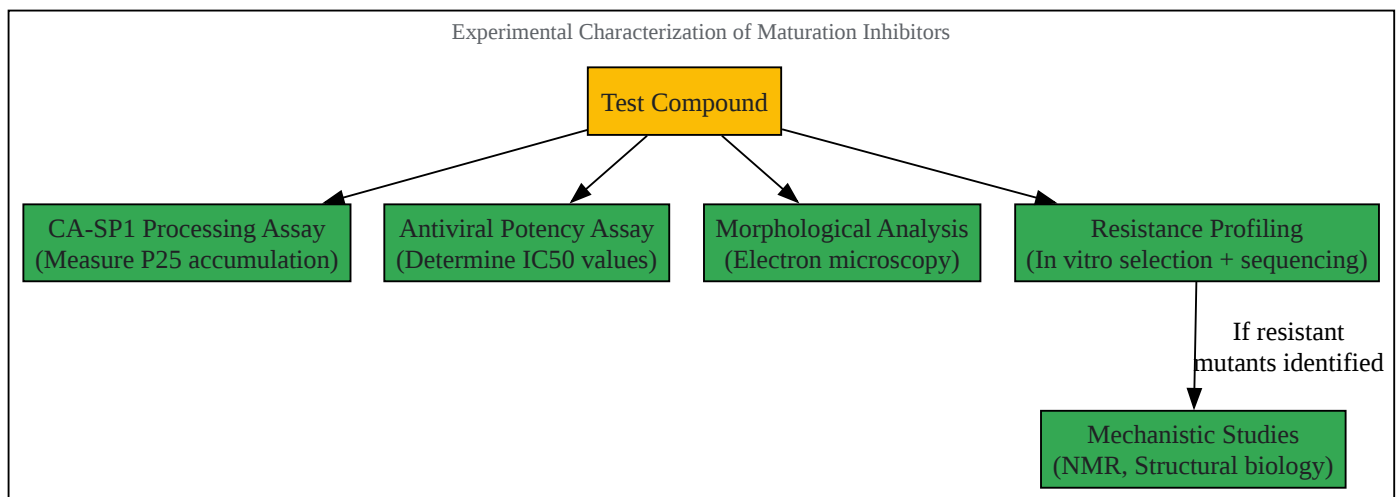 Experimental Characterization of Maturation Inhibitors
Test Compound
CA-SP1 Processing Assay
(Measure P25 accumulation)
Antiviral Potency Assay
(Determine IC50 values)
Morphological Analysis
(Electron microscopy)
Resistance Profiling
(In vitro selection + sequencing)
If resistant
mutants identified
Mechanistic Studies
(NMR, Structural biology)